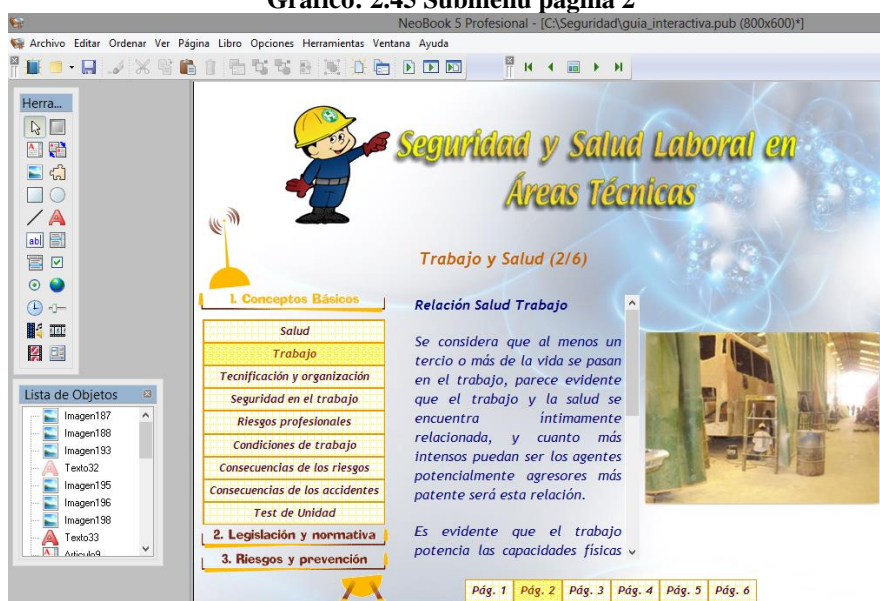 Gráfico: 2.45 Submenú página 2
NeoBook 5 Profesional - [C:\Seguridad\guia_interactiva.pub (800x600)*]
Archivo Editar Ordenar Ver Página Libro Opciones Herramientas Ventana Ayuda
Herra...
Seguridad y Salud Laboral en
Áreas Técnicas
Trabajo y Salud (2/6)
1. Conceptos Básicos
Salud
Trabajo
Tecnificación y organización
Seguridad en el trabajo
Riesgos profesionales
Condiciones de trabajo
Consecuencias de los riesgos
Consecuencias de los accidentes
Test de Unidad
2. Legislación y normativa
3. Riesgos y prevención
Relación Salud Trabajo
Se considera que al menos un
tercio o más de la vida se pasan
en el trabajo, parece evidente
que el trabajo y la salud se
encuentra íntimamente
relacionada, y cuanto más
intensos puedan ser los agentes
potencialmente agresores más
patente será esta relación.
Es evidente que el trabajo
potencia las capacidades físicas
Lista de Objetos
Imagen187
Imagen188
Imagen193
Texto32
Imagen195
Imagen196
Imagen198
Texto33
Articulo9
Pág. 1 Pág. 2 Pág. 3 Pág. 4 Pág. 5 Pág. 6